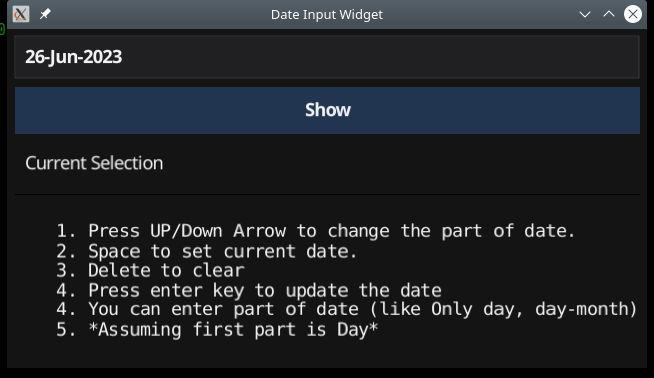 Date Input Widget
26-Jun-2023
Show
Current Selection
1. Press UP/Down Arrow to change the part of date.
2. Space to set current date.
3. Delete to clear
4. Press enter key to update the date
4. You can enter part of date (like Only day, day-month)
5. *Assuming first part is Day*